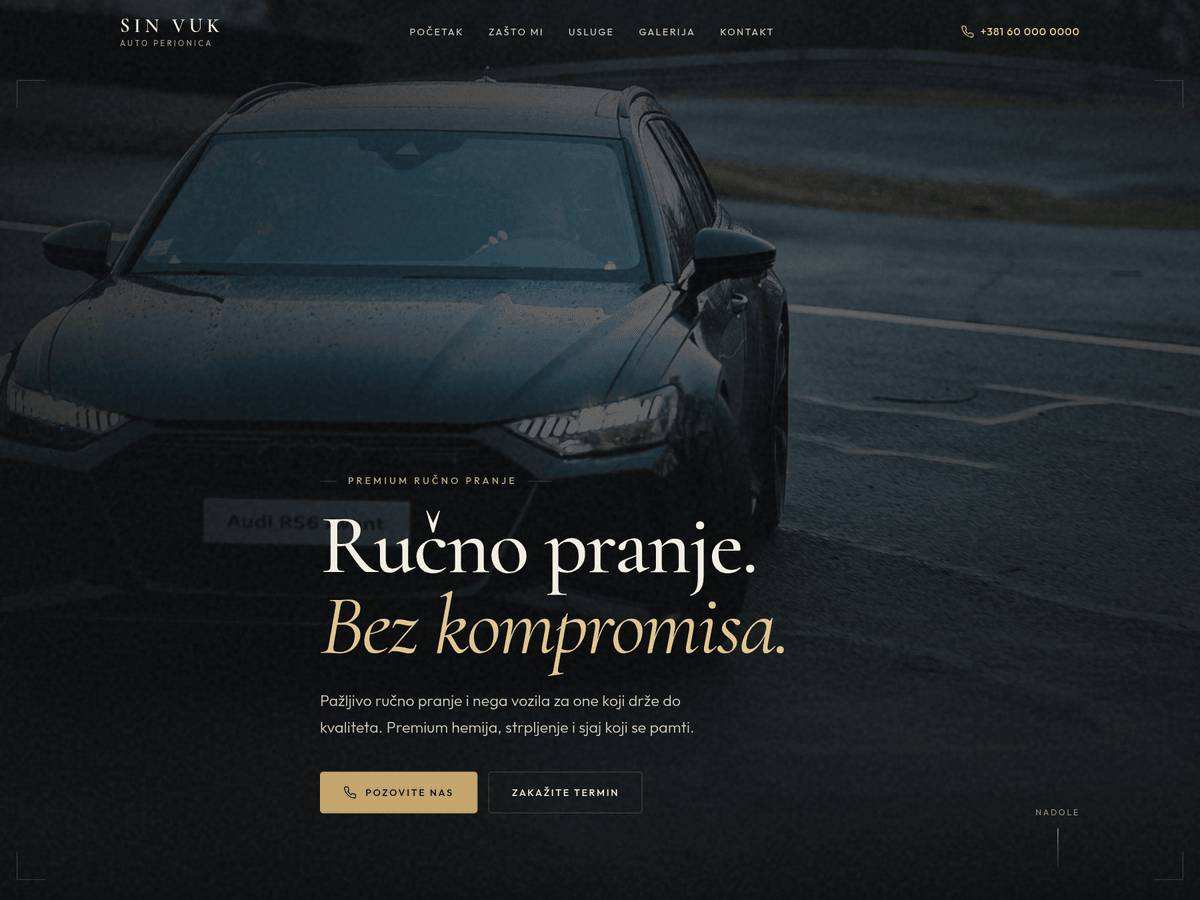 SIN VUK
AUTO PERIONICA
POČETAK
ZAŠTO MI
USLUGE
GALERIJA
KONTAKT
+381 60 000 0000
PREMIUM RUČNO PRANJE
Audi RS6
Ručno pranje.
Bez kompromisa.
Pažljivo ručno pranje i nega vozila za one koji drže do
kvaliteta. Premium hemija, strpljenje i sjaj koji se pamti.
POZOVITE NAS
ZAKAŽITE TERMIN
NADOLE